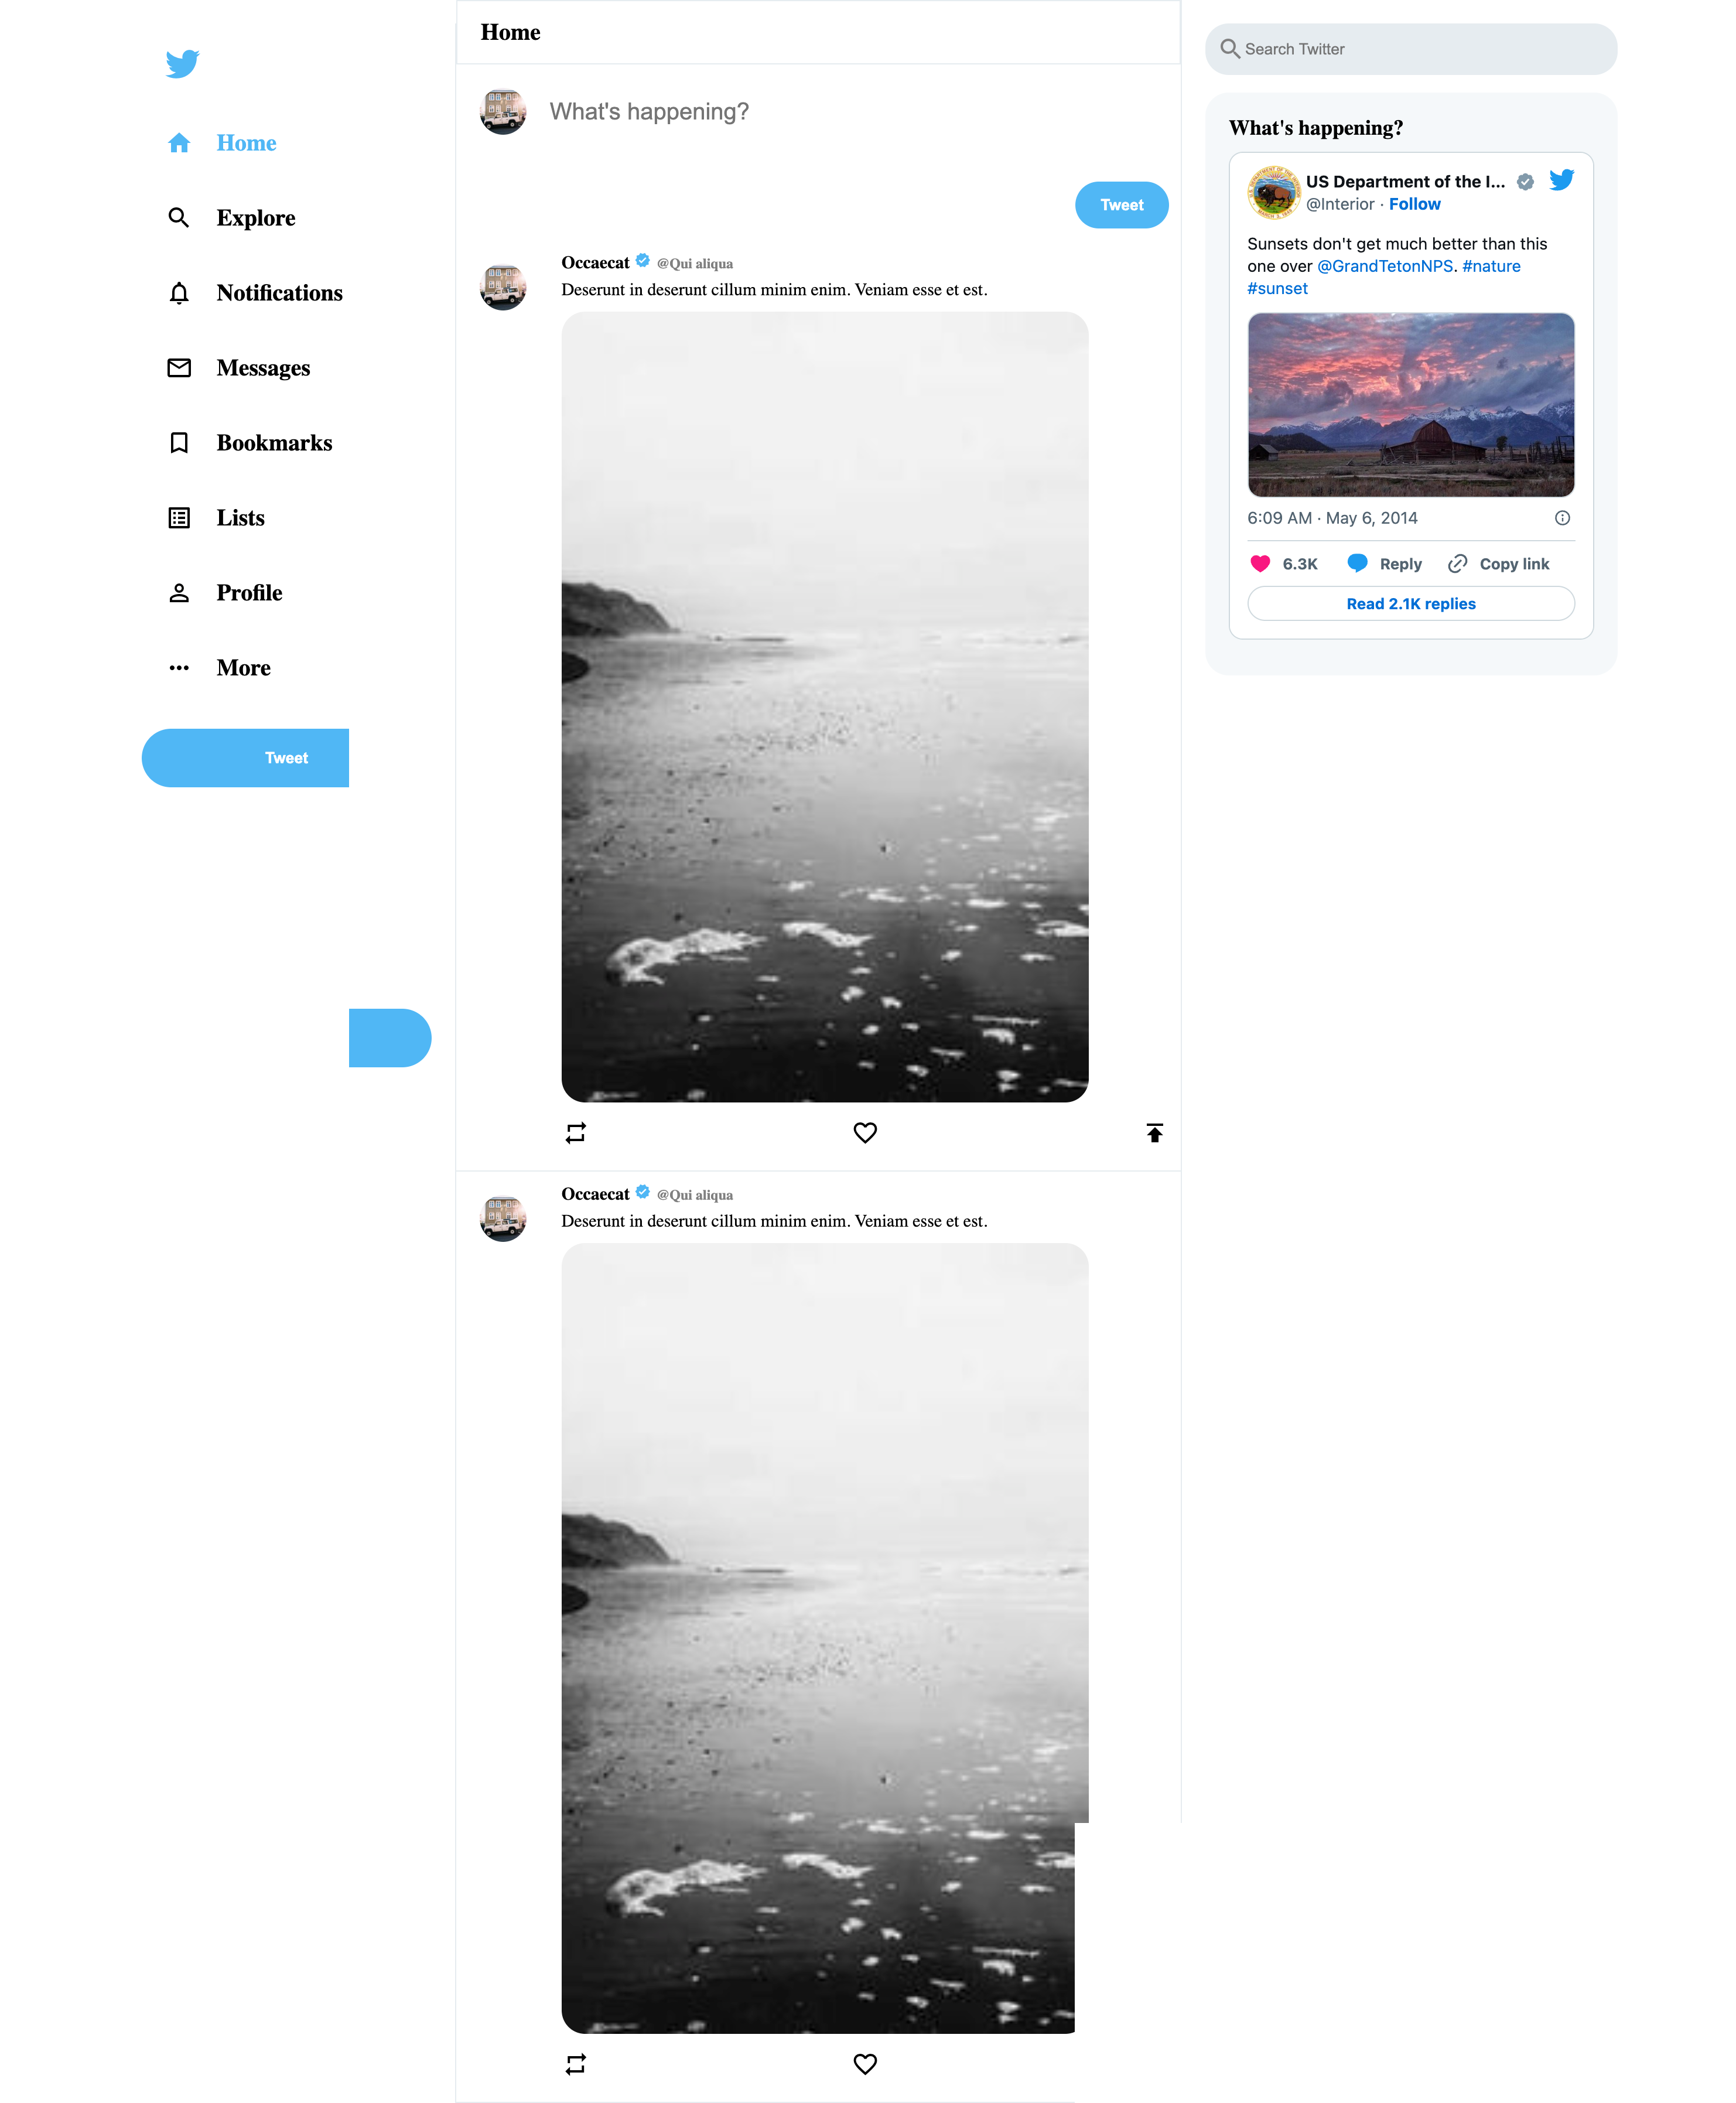 Home
Explore
Notifications
Messages
Bookmarks
Lists
Profile
More
Tweet
Home
What's happening?
Tweet
Occaecat @Qui aliqua
Deserunt in deserunt cillum minim enim. Veniam esse et est.
Occaecat @Qui aliqua
Deserunt in deserunt cillum minim enim. Veniam esse et est.
Search Twitter
What's happening?
US Department of the I...
@Interior · Follow
Sunsets don't get much better than this
one over @GrandTetonNPS. #nature
#sunset
6:09 AM · May 6, 2014
6.3K Reply Copy link
Read 2.1K replies